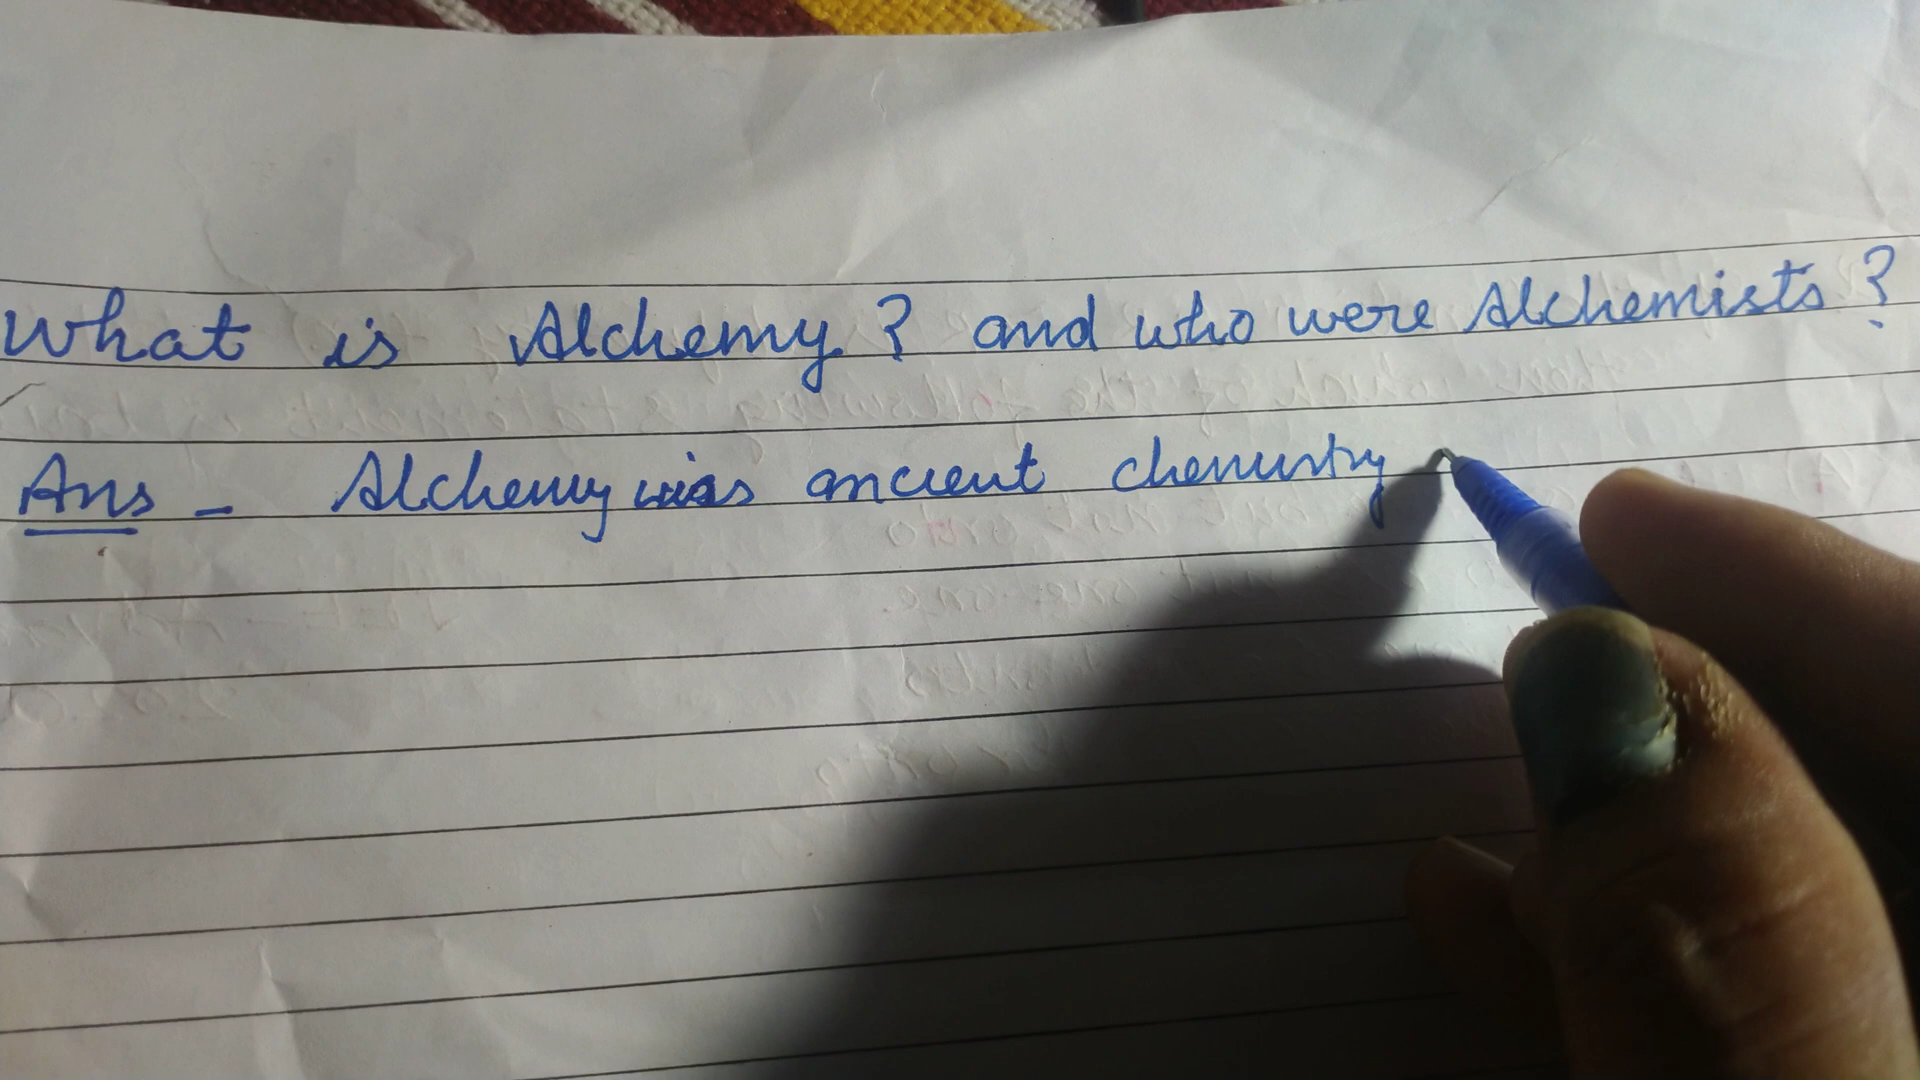 What is Alchemy? and who were Alchemists?
Ans - Alchemy was ancient chemistry